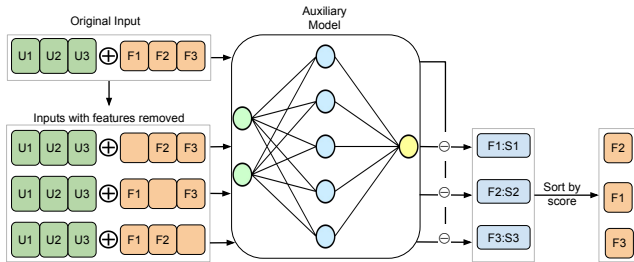 Original Input
U1 U2 U3 F1 F2 F3
Auxiliary
Model
Inputs with features removed
U1 U2 U3 F2 F3
U1 U2 U3 F1 F3
U1 U2 U3 F1 F2
F1:S1
F2:S2
F3:S3
Sort by
score
F2
F1
F3